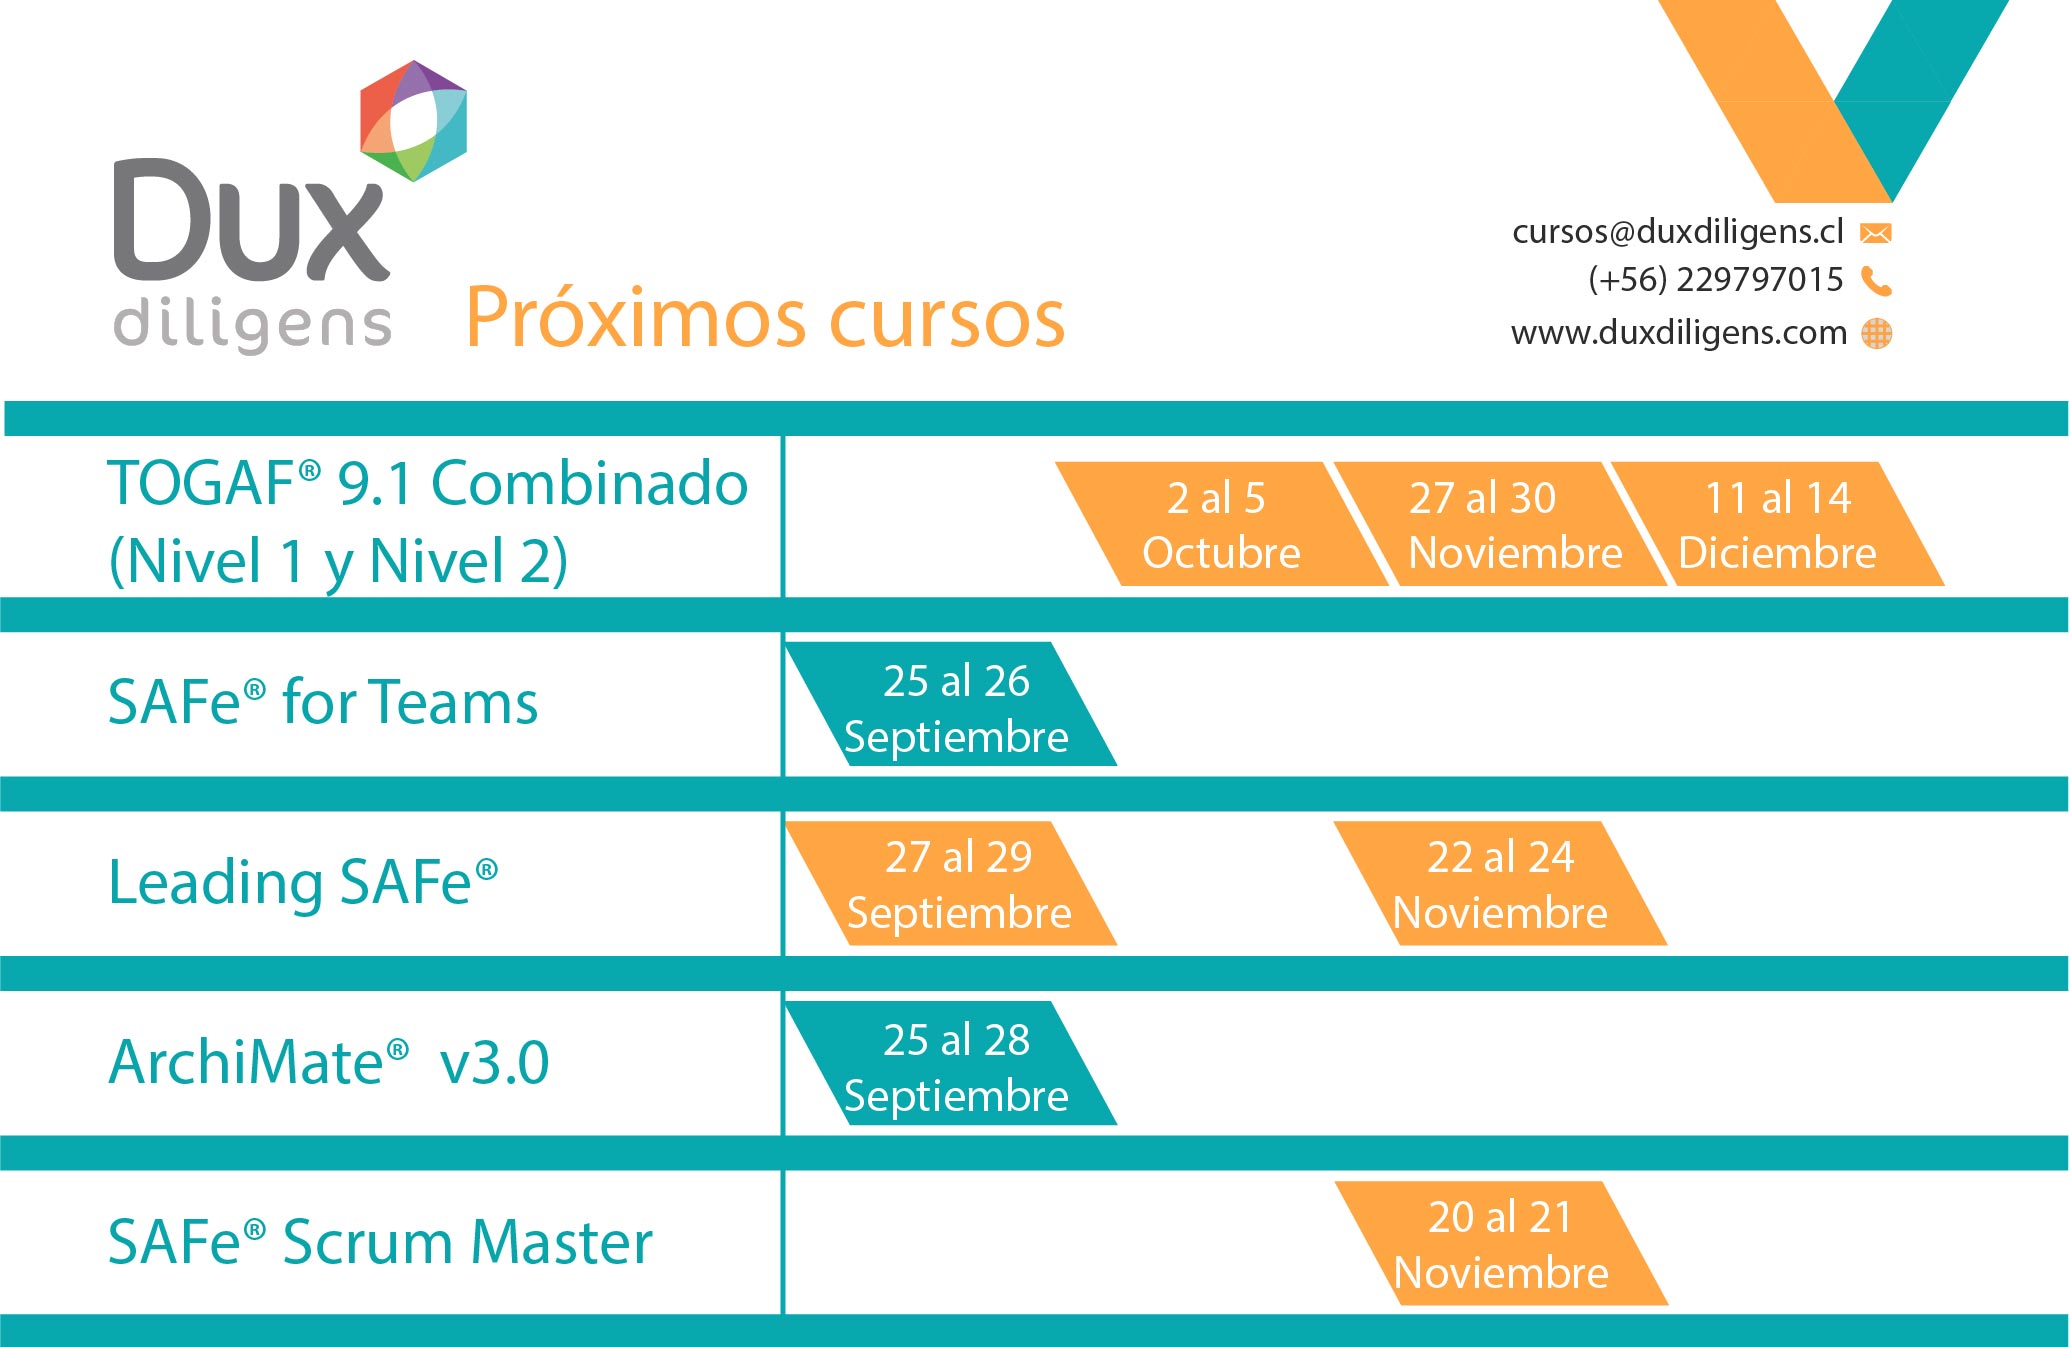 Dux
diligens
Próximos cursos
cursos@duxdiligens.cl
(+56) 229797015
www.duxdiligens.com
TOGAF® 9.1 Combinado
(Nivel 1 y Nivel 2)
2 al 5
Octubre
27 al 30
Noviembre
11 al 14
Diciembre
SAFe® for Teams
25 al 26
Septiembre
Leading SAFe®
27 al 29
Septiembre
22 al 24
Noviembre
ArchiMate® v3.0
25 al 28
Septiembre
SAFe® Scrum Master
20 al 21
Noviembre